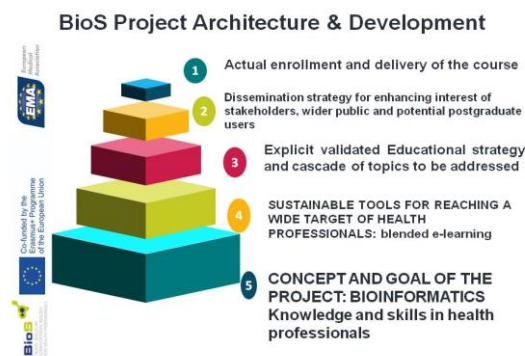 BioS Project Architecture & Development
1
Actual enrollment and delivery of the course
2
Dissemination strategy for enhancing interest of
stakeholders, wider public and potential postgraduate
users
3
Explicit validated Educational strategy
and cascade of topics to be addressed
4
SUSTAINABLE TOOLS FOR REACHING A
WIDE TARGET OF HEALTH
PROFESSIONALS: blended e-learning
5
CONCEPT AND GOAL OF THE
PROJECT: BIOINFORMATICS
Knowledge and skills in health
professionals
European
Medical
Association
EMA
Co-funded by the
Erasmus+ Programme
of the European Union
BioS